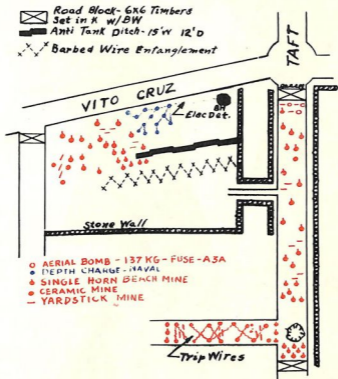 Road Block - 6x6 Timbers
Set in K w/BW
Anti Tank Ditch - 15'W 12'D
Barbed Wire Entanglement
TAFT
VITO CRUZ
BH
Elec Det.
Stone Wall
AERIAL BOMB - 137 KG - FUSE - A3A
DEPTH CHARGE - NAVAL
SINGLE HORN BEACH MINE
CERAMIC MINE
YARDSTICK MINE
Trip Wires